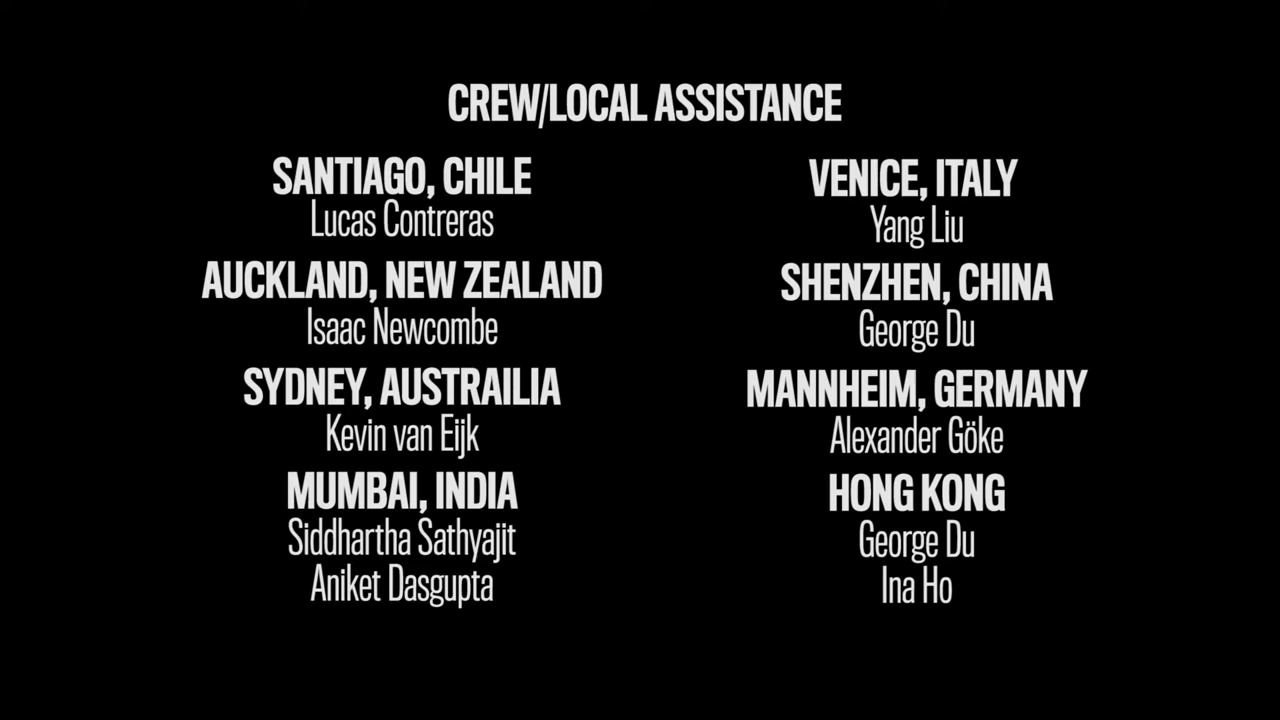 CREW/LOCAL ASSISTANCE
SANTIAGO, CHILE
Lucas Contreras
AUCKLAND, NEW ZEALAND
Isaac Newcombe
SYDNEY, AUSTRAILIA
Kevin van Eijk
MUMBAI, INDIA
Siddhartha Sathyajit
Aniket Dasgupta
VENICE, ITALY
Yang Liu
SHENZHEN, CHINA
George Du
MANNHEIM, GERMANY
Alexander Göke
HONG KONG
George Du
Ina Ho